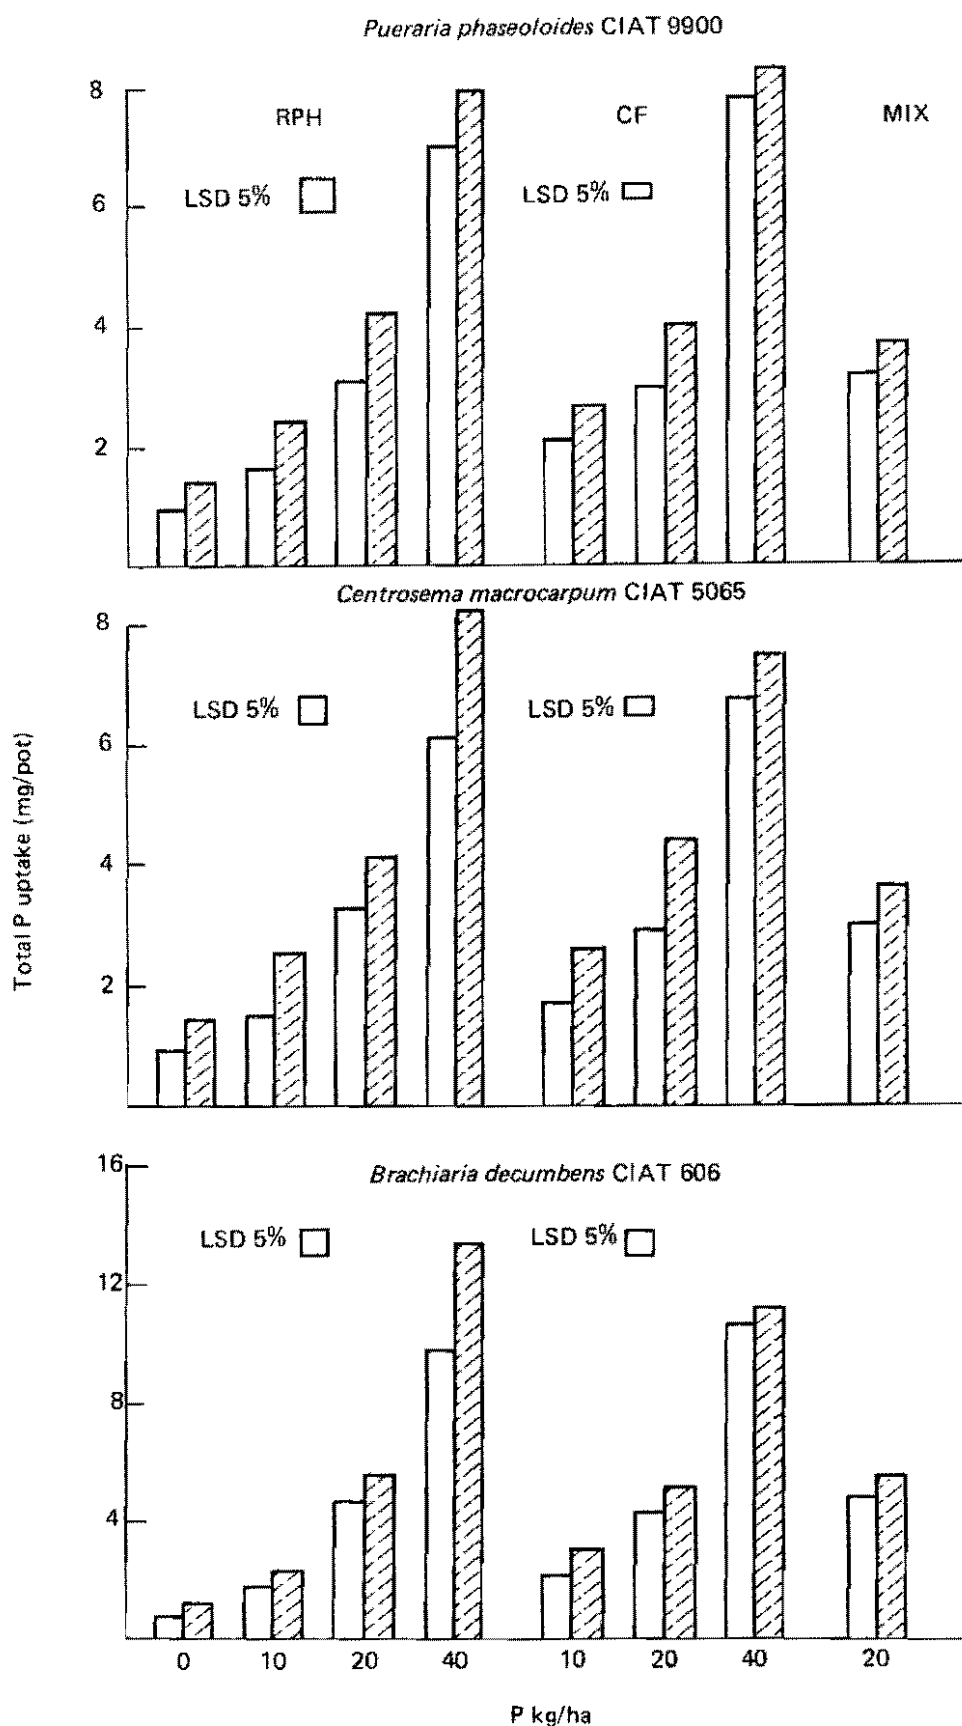 Pueraria phaseoloides CIAT 9900
8
RPH
CF
MIX
LSD 5%
LSD 5%
6
4
2
Centrosema macrocarpum CIAT 5065
8
LSD 5%
LSD 5%
6
4
2
Total P uptake (mg/pot)
16
Brachiaria decumbens CIAT 606
LSD 5%
LSD 5%
12
8
4
0 10 20 40 10 20 40 20
P kg/ha